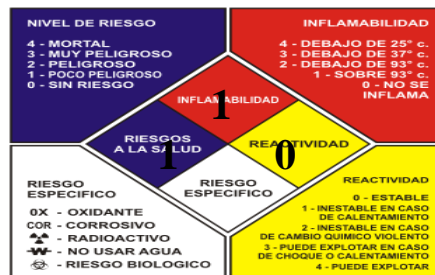 NIVEL DE RIESGO
4 - MORTAL
3 - MUY PELIGROSO
2 - PELIGROSO
1 - POCO PELIGROSO
0 - SIN RIESGO
INFLAMABILIDAD
4 - DEBAJO DE 25° c.
3 - DEBAJO DE 37° c.
2 - DEBAJO DE 93° c.
1 - SOBRE 93° c.
0 - NO SE
INFLAMA
1
INFLAMABILIDAD
RIESGOS
A LA SALUD
1
REACTIVIDAD
0
RIESGO
ESPECIFICO
RIESGO
ESPECIFICO
OX - OXIDANTE
COR - CORROSIVO
- RADIOACTIVO
W - NO USAR AGUA
- RIESGO BIOLOGICO
REACTIVIDAD
0 - ESTABLE
1 - INESTABLE EN CASO
DE CALENTAMIENTO
2 - INESTABLE EN CASO
DE CAMBIO QUIMICO VIOLENTO
3 - PUEDE EXPLOTAR EN CASO
DE CHOQUE O CALENTAMIENTO
4 - PUEDE EXPLOTAR